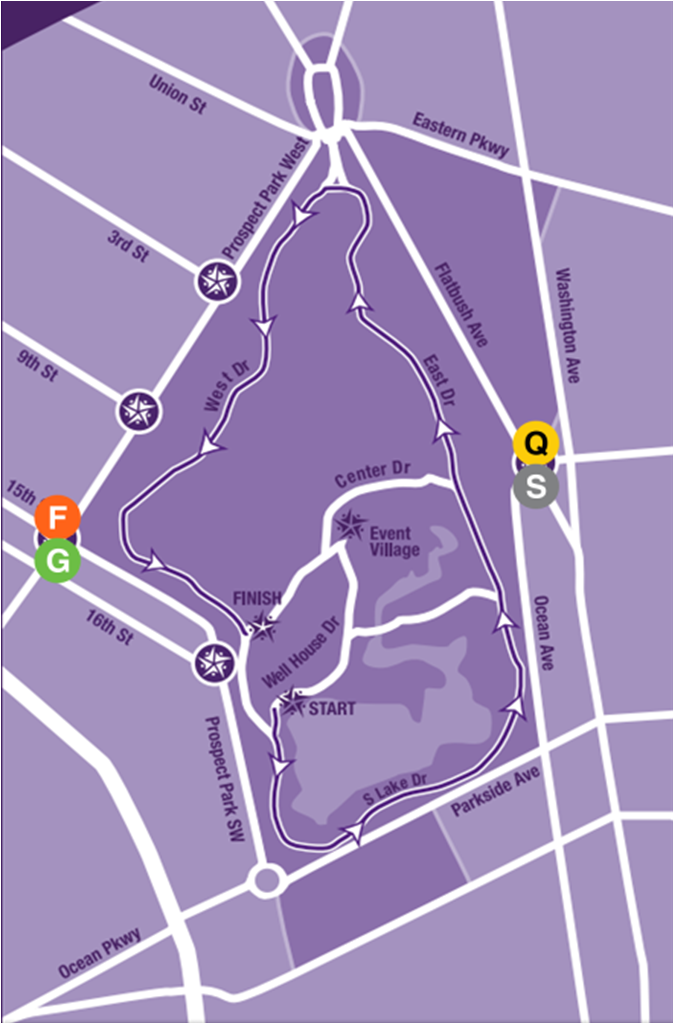 Union St
Eastern Pkwy
Prospect Park West
3rd St
Flatbush Ave
Washington Ave
9th St
West Dr
East Dr
Q
S
Center Dr
15th
F
G
Event
Village
FINISH
16th St
Well House Dr
Ocean Ave
START
Prospect Park SW
S Lake Dr
Parkside Ave
Ocean Pkwy